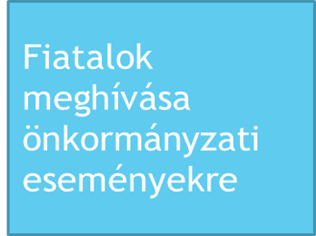 Fiatalok
meghívása
önkormányzati
eseményekre